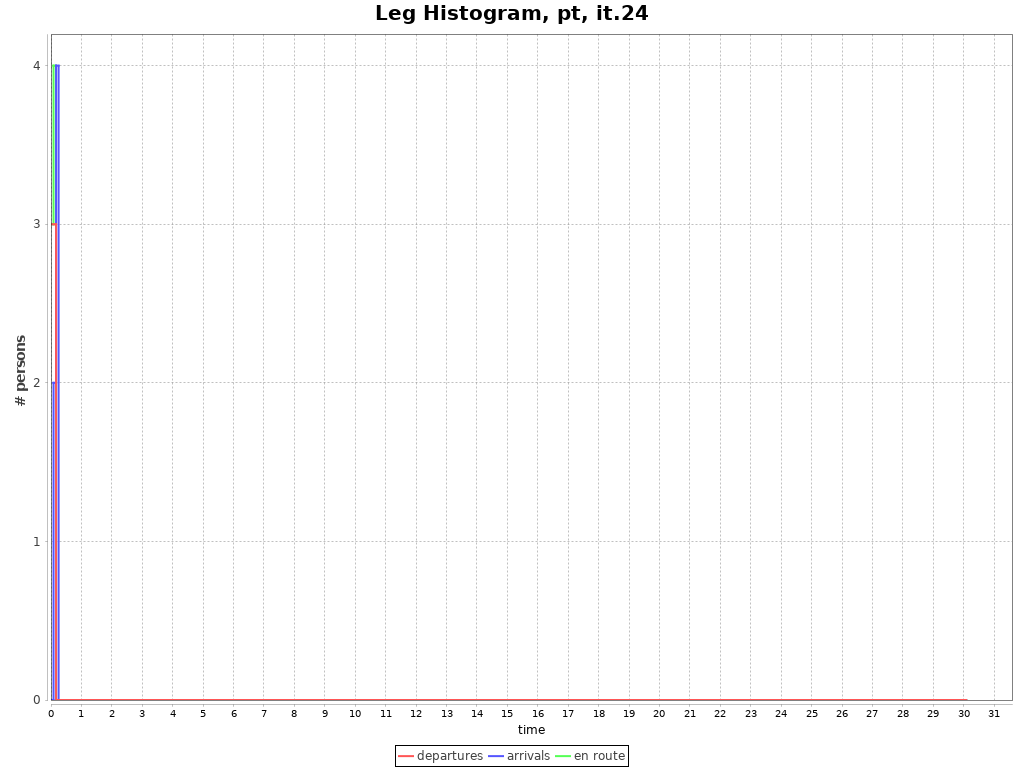 Leg Histogram, pt, it.24
# persons
4
3
2
1
0
0 1 2 3 4 5 6 7 8 9 10 11 12 13 14 15 16 17 18 19 20 21 22 23 24 25 26 27 28 29 30 31
time
departures arrivals en route